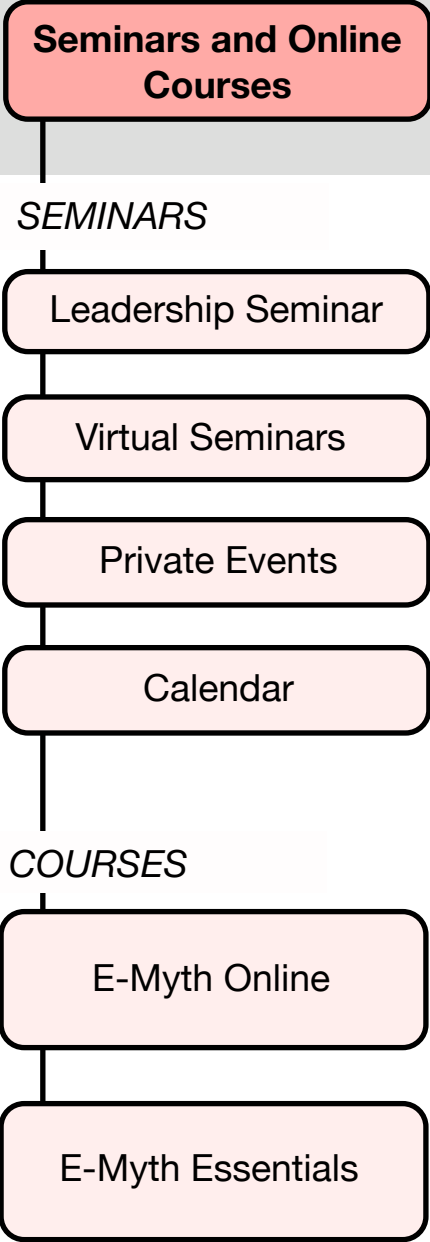 Seminars and Online
Courses
SEMINARS
Leadership Seminar
Virtual Seminars
Private Events
Calendar
COURSES
E-Myth Online
E-Myth Essentials